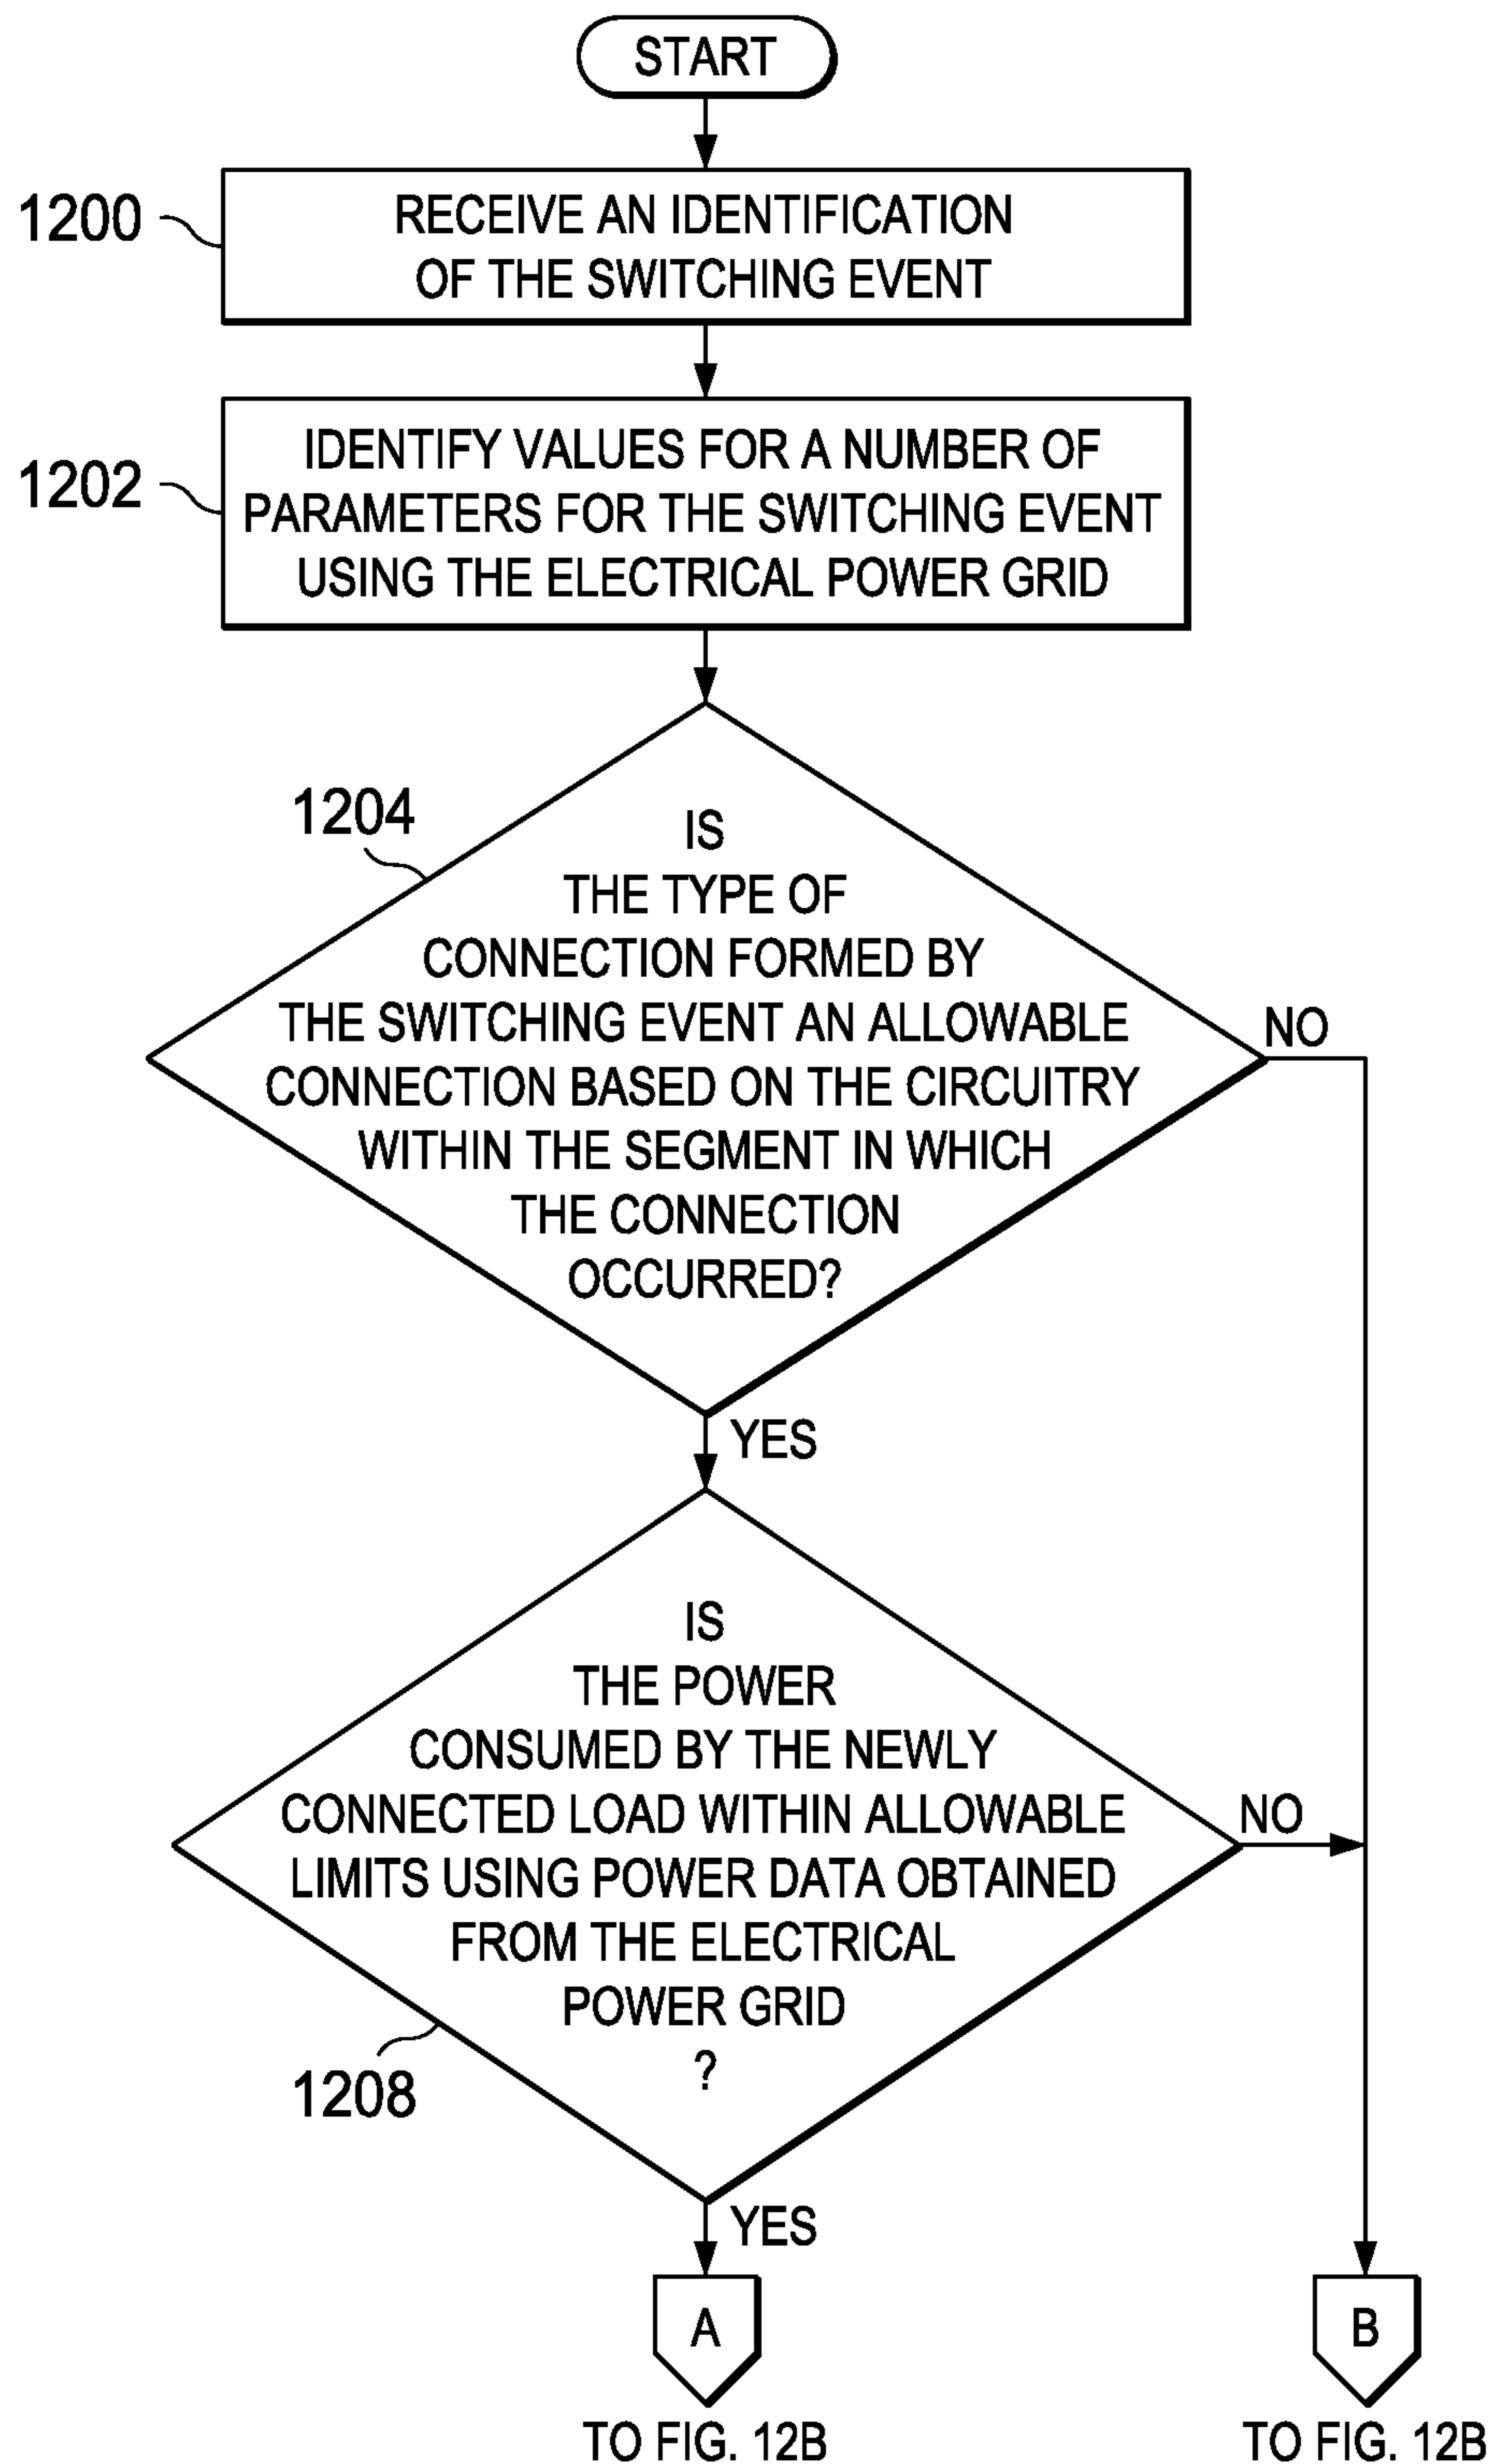 START
1200
RECEIVE AN IDENTIFICATION
OF THE SWITCHING EVENT
1202
IDENTIFY VALUES FOR A NUMBER OF
PARAMETERS FOR THE SWITCHING EVENT
USING THE ELECTRICAL POWER GRID
1204
IS
THE TYPE OF
CONNECTION FORMED BY
THE SWITCHING EVENT AN ALLOWABLE
CONNECTION BASED ON THE CIRCUITRY
WITHIN THE SEGMENT IN WHICH
THE CONNECTION
OCCURRED?
NO
YES
IS
THE POWER
CONSUMED BY THE NEWLY
CONNECTED LOAD WITHIN ALLOWABLE
LIMITS USING POWER DATA OBTAINED
FROM THE ELECTRICAL
POWER GRID
?
NO
1208
YES
A
TO FIG. 12B
B
TO FIG. 12B